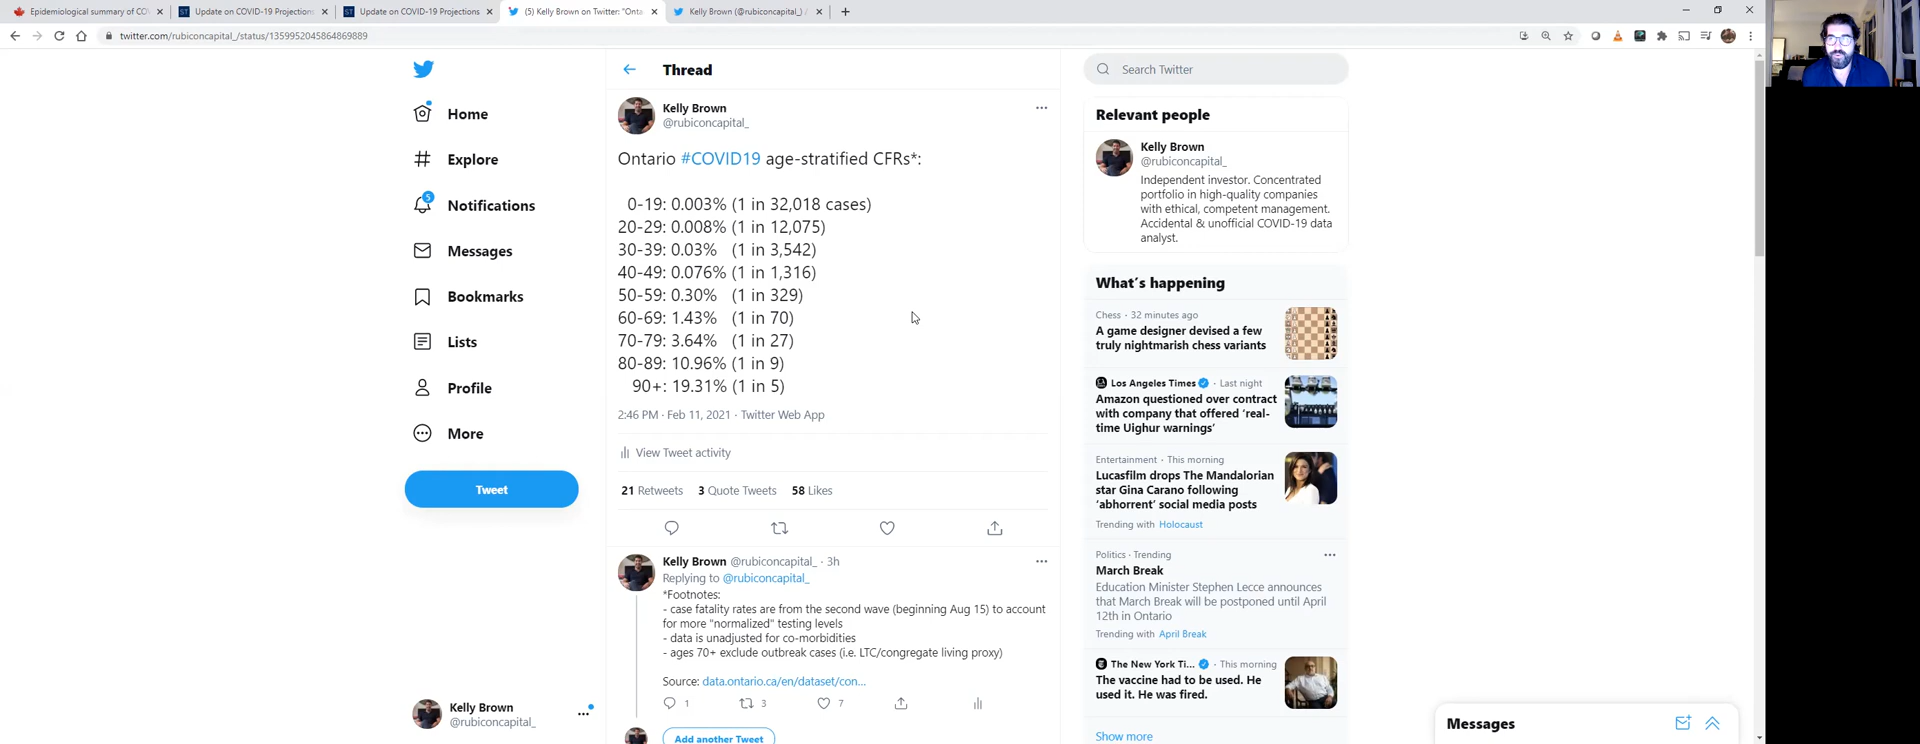 Epidemiological summary of CO
Update on COVID-19 Projections
Update on COVID-19 Projections
(5) Kelly Brown on Twitter: "Onta
Kelly Brown (@rubiconcapital_) /
twitter.com/rubiconcapital_/status/1359952045864869889
Home
Explore
5
Notifications
Messages
Bookmarks
Lists
Profile
More
Tweet
Kelly Brown
@rubiconcapital_
Thread
Kelly Brown
@rubiconcapital_
Ontario #COVID19 age-stratified CFRs*:
0-19: 0.003% (1 in 32,018 cases)
20-29: 0.008% (1 in 12,075)
30-39: 0.03% (1 in 3,542)
40-49: 0.076% (1 in 1,316)
50-59: 0.30% (1 in 329)
60-69: 1.43% (1 in 70)
70-79: 3.64% (1 in 27)
80-89: 10.96% (1 in 9)
90+: 19.31% (1 in 5)
2:46 PM · Feb 11, 2021 · Twitter Web App
View Tweet activity
21 Retweets 3 Quote Tweets 58 Likes
Kelly Brown @rubiconcapital_ · 3h
Replying to @rubiconcapital_
*Footnotes:
- case fatality rates are from the second wave (beginning Aug 15) to account
for more "normalized" testing levels
- data is unadjusted for co-morbidities
- ages 70+ exclude outbreak cases (i.e. LTC/congregate living proxy)
Source: data.ontario.ca/en/dataset/con...
1 3 7
Add another Tweet
Search Twitter
Relevant people
Kelly Brown
@rubiconcapital_
Independent investor. Concentrated
portfolio in high-quality companies
with ethical, competent management.
Accidental & unofficial COVID-19 data
analyst.
What's happening
Chess · 32 minutes ago
A game designer devised a few
truly nightmarish chess variants
Los Angeles Times · Last night
Amazon questioned over contract
with company that offered 'real-
time Uighur warnings'
Entertainment · This morning
Lucasfilm drops The Mandalorian
star Gina Carano following
'abhorrent' social media posts
Trending with Holocaust
Politics · Trending
March Break
Education Minister Stephen Lecce announces
that March Break will be postponed until April
12th in Ontario
Trending with April Break
The New York Ti... · This morning
The vaccine had to be used. He
used it. He was fired.
Show more
Messages